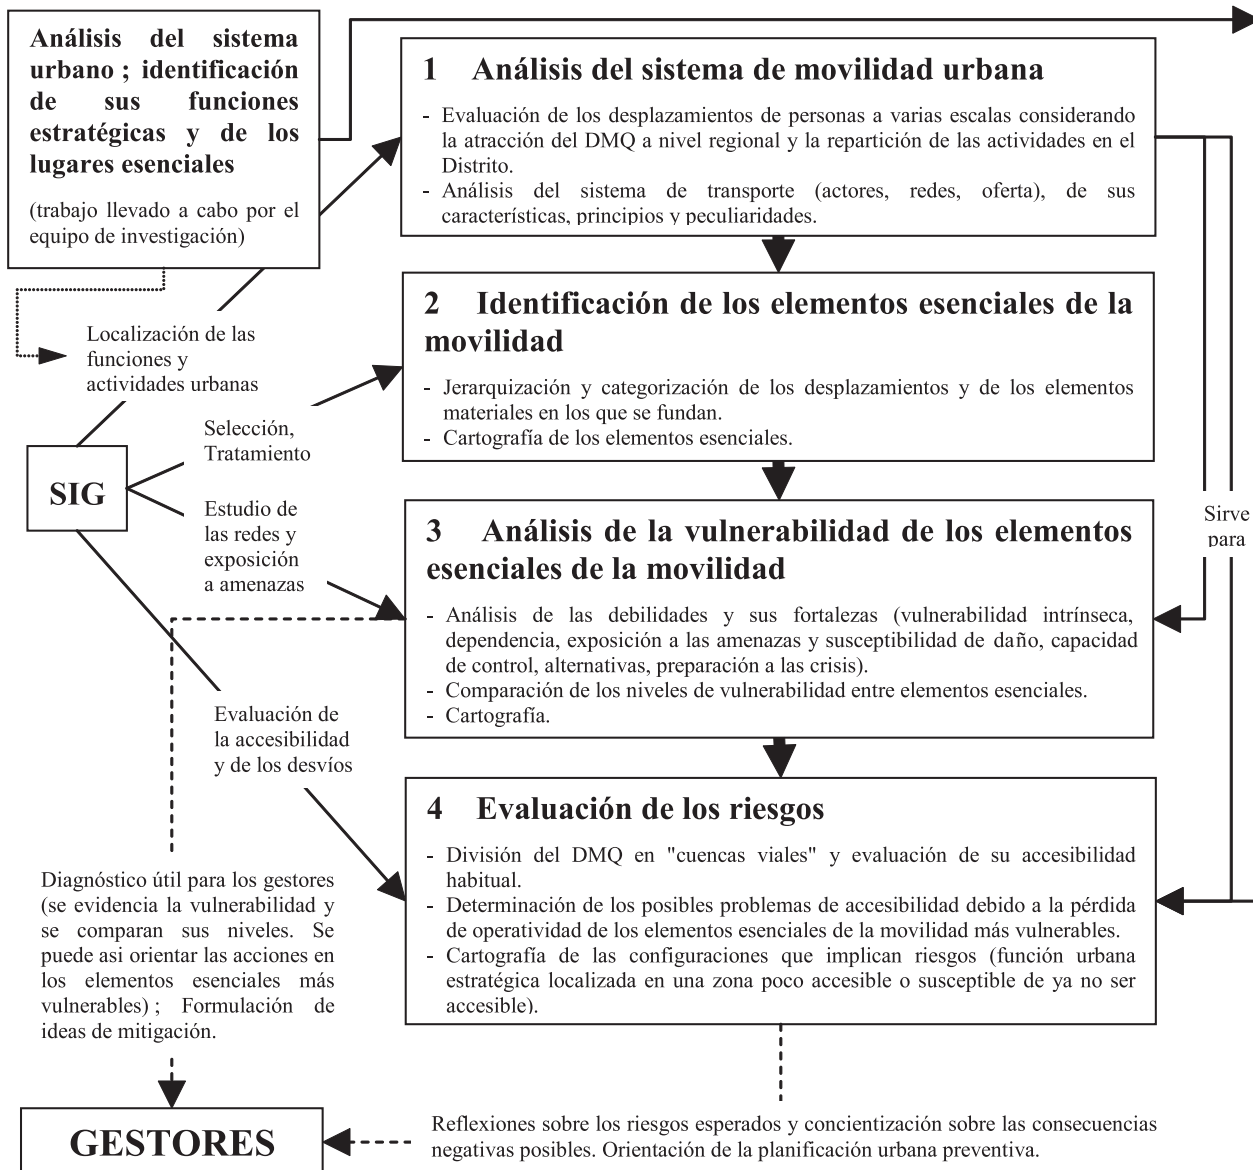 Análisis del sistema
urbano ; identificación
de sus funciones
estratégicas y de los
lugares esenciales
(trabajo llevado a cabo por el
equipo de investigación)
1 Análisis del sistema de movilidad urbana
- Evaluación de los desplazamientos de personas a varias escalas considerando
la atracción del DMQ a nivel regional y la repartición de las actividades en el
Distrito.
- Análisis del sistema de transporte (actores, redes, oferta), de sus
características, principios y peculiaridades.
Localización de las
funciones y
actividades urbanas
2 Identificación de los elementos esenciales de la
movilidad
- Jerarquización y categorización de los desplazamientos y de los elementos
materiales en los que se fundan.
- Cartografía de los elementos esenciales.
Selección,
Tratamiento
SIG
Estudio de
las redes y
exposición
a amenazas
Sirve
para
3 Análisis de la vulnerabilidad de los elementos
esenciales de la movilidad
- Análisis de las debilidades y sus fortalezas (vulnerabilidad intrínseca,
dependencia, exposición a las amenazas y susceptibilidad de daño, capacidad
de control, alternativas, preparación a las crisis).
- Comparación de los niveles de vulnerabilidad entre elementos esenciales.
- Cartografía.
Evaluación de
la accesibilidad
y de los desvíos
4 Evaluación de los riesgos
- División del DMQ en "cuencas viales" y evaluación de su accesibilidad
habitual.
- Determinación de los posibles problemas de accesibilidad debido a la pérdida
de operatividad de los elementos esenciales de la movilidad más vulnerables.
- Cartografía de las configuraciones que implican riesgos (función urbana
estratégica localizada en una zona poco accesible o susceptible de ya no ser
accesible).
Diagnóstico útil para los gestores
(se evidencia la vulnerabilidad y
se comparan sus niveles. Se
puede asi orientar las acciones en
los elementos esenciales más
vulnerables) ; Formulación de
ideas de mitigación.
GESTORES
Reflexiones sobre los riesgos esperados y concientización sobre las consecuencias
negativas posibles. Orientación de la planificación urbana preventiva.